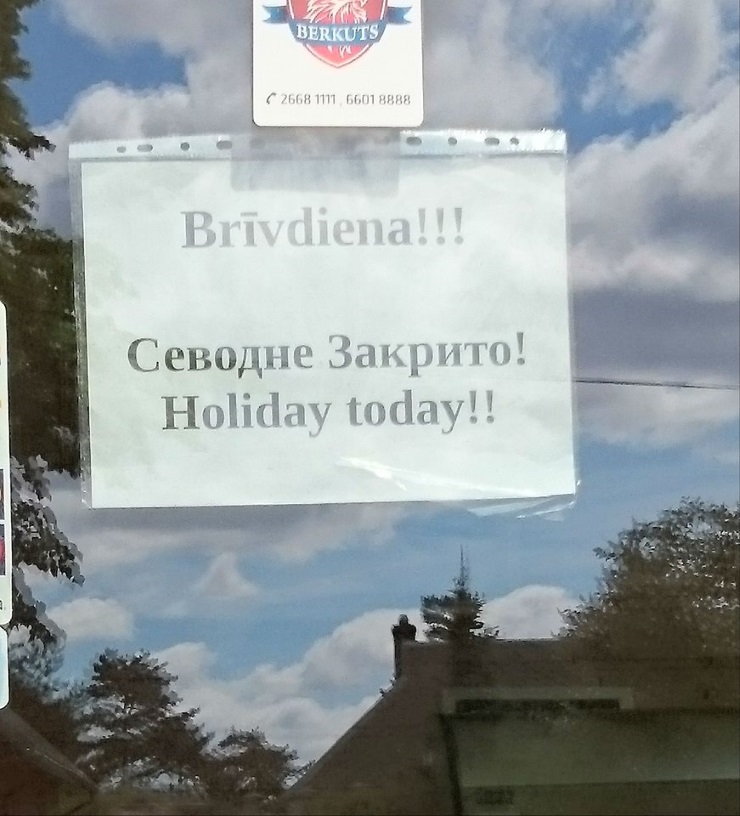 BERKUTS
2668 1111 , 6601 8888
Brīvdiena!!!
Севодне Закрито!
Holiday today!!